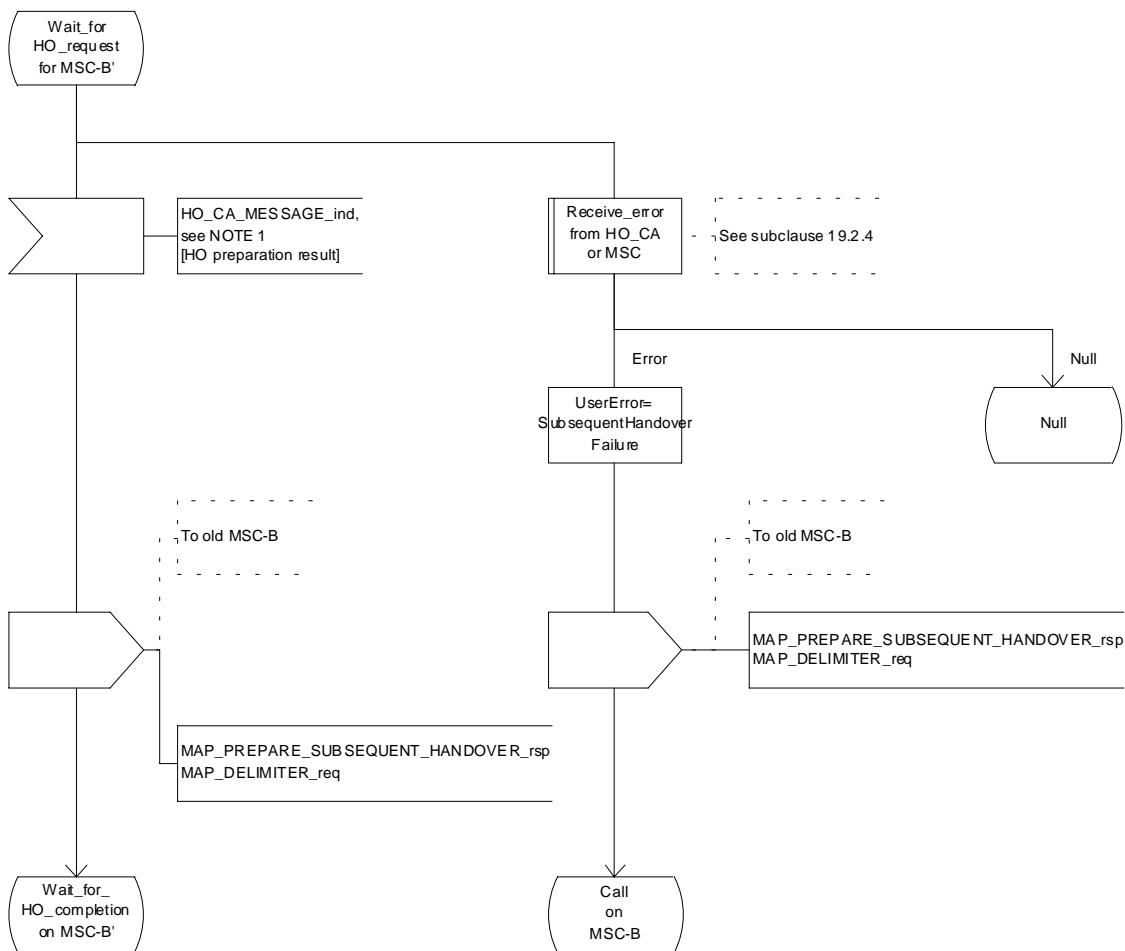 Wait_for
HO_request
for MSC-B'
HO_CA_MESSAGE_ind,
see NOTE 1
[HO preparation result]
Receive_error
from HO_CA
or MSC
See subclause 19.2.4
Error
Null
UserError=
SubsequentHandover
Failure
Null
To old MSC-B
To old MSC-B
MAP_PREPARE_SUBSEQUENT_HANDOVER_rsp
MAP_DELIMITER_req
MAP_PREPARE_SUBSEQUENT_HANDOVER_rsp
MAP_DELIMITER_req
Wait_for_
HO_completion
on MSC-B'
Call
on
MSC-B